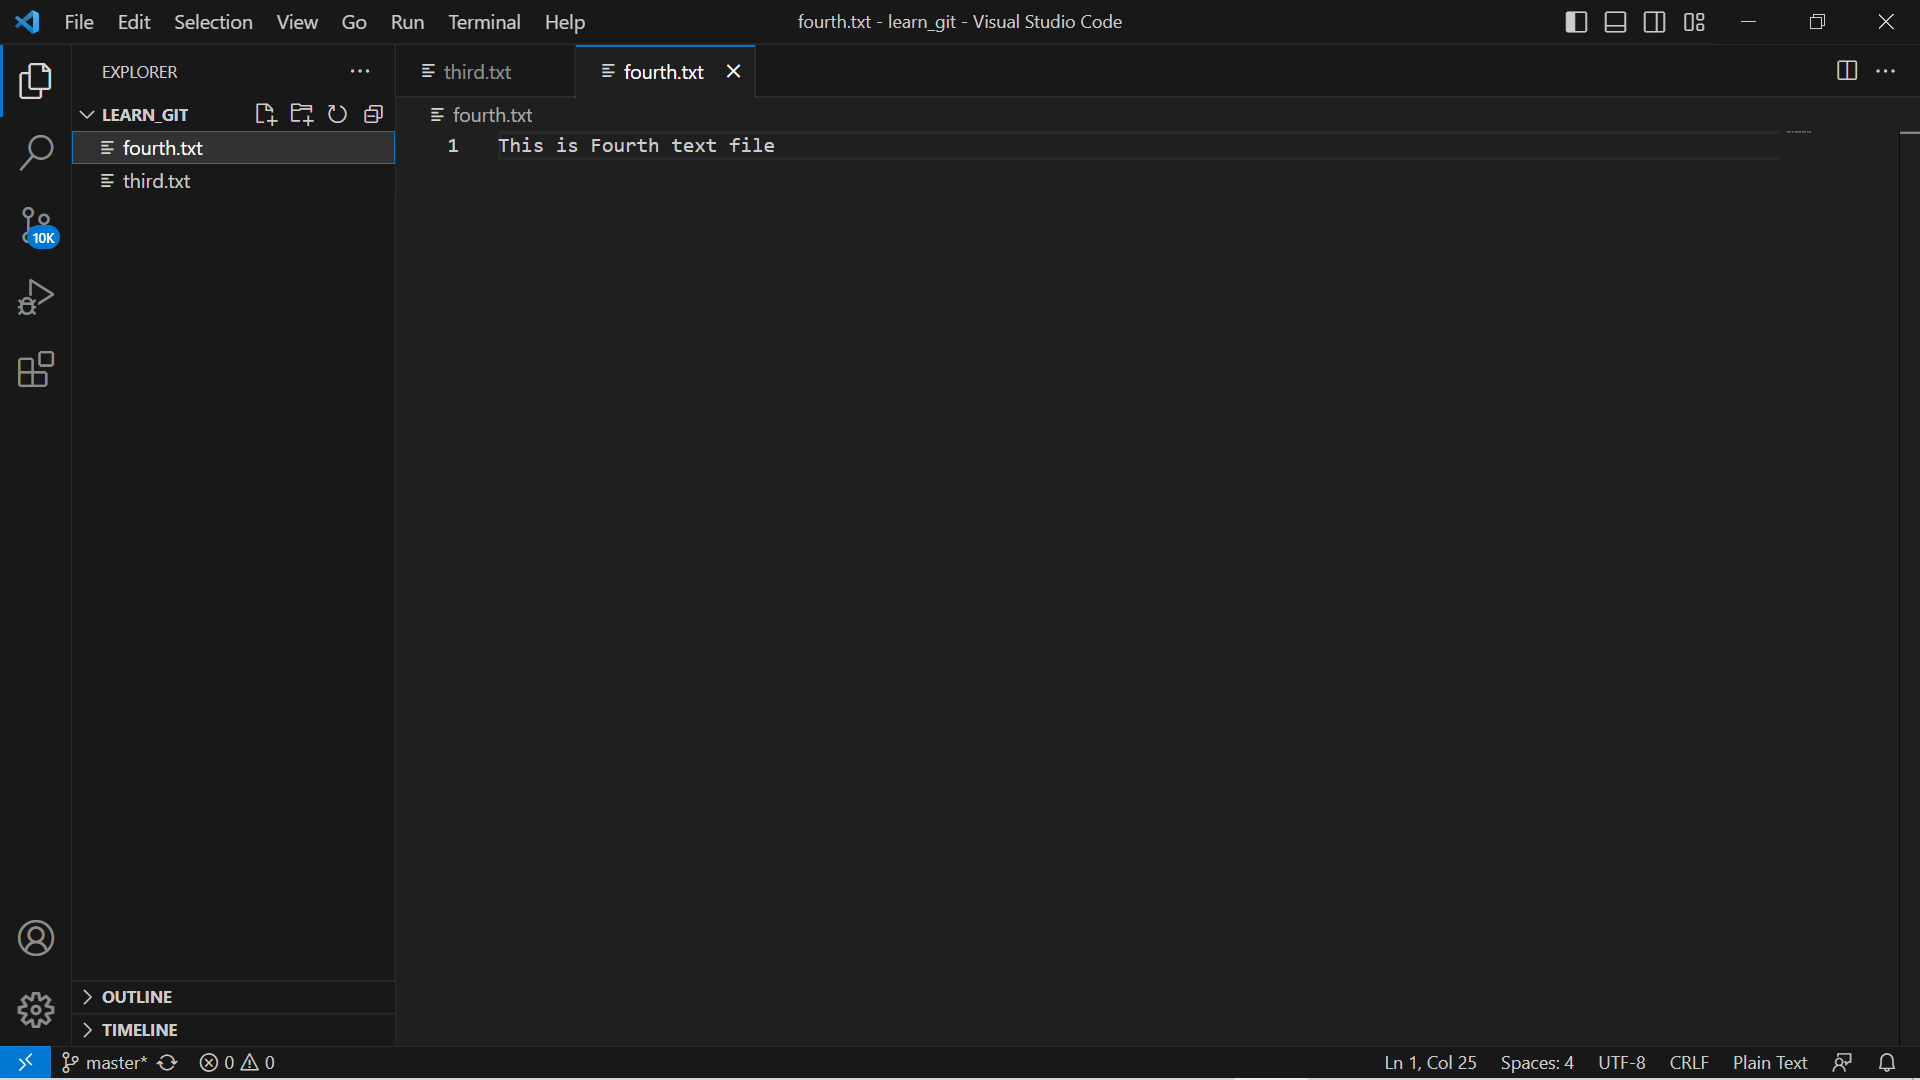 File Edit Selection View Go Run Terminal Help
fourth.txt - learn_git - Visual Studio Code
EXPLORER
LEARN_GIT
fourth.txt
third.txt
10K
OUTLINE
TIMELINE
third.txt
fourth.txt
fourth.txt
1 This is Fourth text file
master* 0 0
Ln 1, Col 25 Spaces: 4 UTF-8 CRLF Plain Text